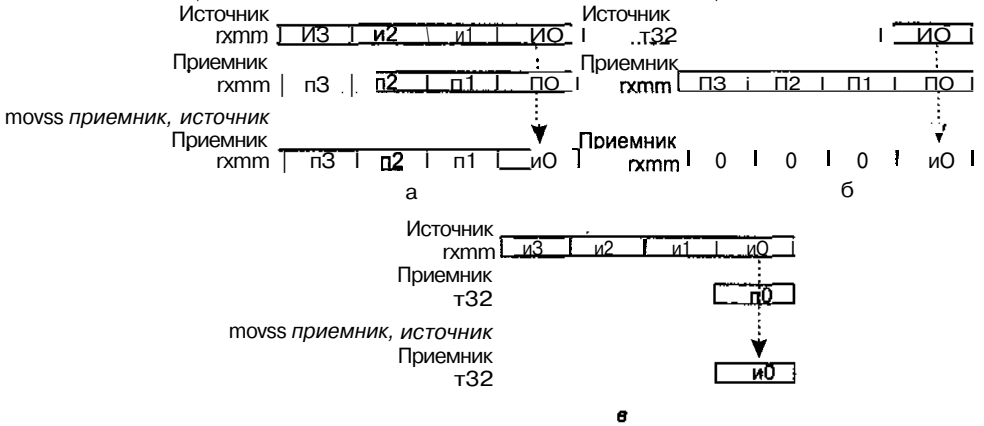 Источник
rxmm И3 и2 и1 И0
Приемник
rxmm п3 п2 п1 П0
movss приемник, источник
Приемник
rxmm п3 п2 п1 и0
а
Источник
т32 И0
Приемник
rxmm П3 П2 П1 П0
Приемник
rxmm 0 0 0 и0
б
Источник
rxmm и3 и2 и1 и0
Приемник
т32 п0
movss приемник, источник
Приемник
т32 и0
в